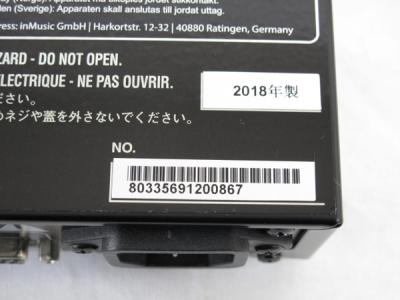 (Sverige): Apparaten skall anslutas till jordat uttag.
ress: inMusic GmbH | Harkortstr. 12-32 | 40880 Ratingen, Germany
ZARD - DO NOT OPEN.
ÉLECTRIQUE - NE PAS OUVRIR.
2018年製
ださい。
のネジや蓋を外さないでください。
NO.
80335691200867